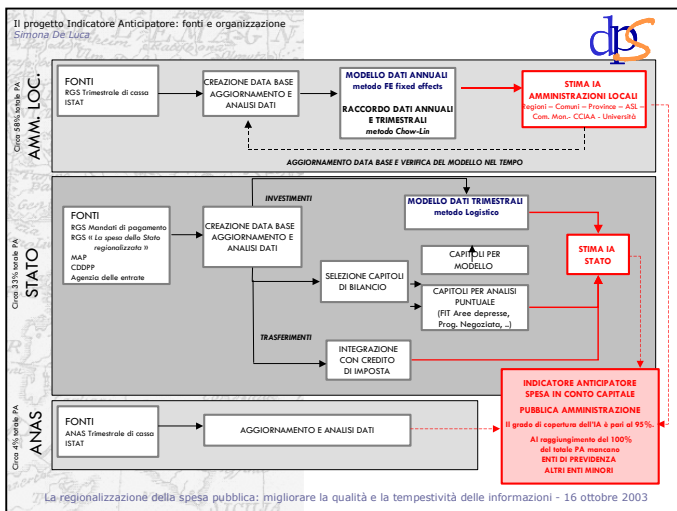 Il progetto Indicatore Anticipatore: fonti e organizzazione
Simona De Luca
dps
Circa 58% totale PA
AMM. LOC.
FONTI
RGS Trimestrale di cassa
ISTAT
CREAZIONE DATA BASE
AGGIORNAMENTO E
ANALISI DATI
MODELLO DATI ANNUALI
metodo FE fixed effects
RACCORDO DATI ANNUALI
E TRIMESTRALI
metodo Chow-Lin
STIMA IA
AMMINISTRAZIONI LOCALI
Regioni – Comuni – Province – ASL –
Com. Mon.- CCIAA - Università
AGGIORNAMENTO DATA BASE E VERIFICA DEL MODELLO NEL TEMPO
Circa 33% totale PA
STATO
FONTI
RGS Mandati di pagamento
RGS « La spesa dello Stato
regionalizzata »
MAP
CDDPP
Agenzia delle entrate
CREAZIONE DATA BASE
AGGIORNAMENTO E
ANALISI DATI
INVESTIMENTI
MODELLO DATI TRIMESTRALI
metodo Logistico
STIMA IA
STATO
CAPITOLI PER
MODELLO
SELEZIONE CAPITOLI
DI BILANCIO
CAPITOLI PER ANALISI
PUNTUALE
(FIT Aree depresse,
Prog. Negoziata, ..)
TRASFERIMENTI
INTEGRAZIONE
CON CREDITO
DI IMPOSTA
Circa 4% totale PA
ANAS
FONTI
ANAS Trimestrale di cassa
ISTAT
AGGIORNAMENTO E ANALISI DATI
INDICATORE ANTICIPATORE
SPESA IN CONTO CAPITALE
PUBBLICA AMMINISTRAZIONE
Il grado di copertura dell'IA è pari al 95%.
Al raggiungimento del 100%
del totale PA mancano
ENTI DI PREVIDENZA
ALTRI ENTI MINORI
La regionalizzazione della spesa pubblica: migliorare la qualità e la tempestività delle informazioni - 16 ottobre 2003